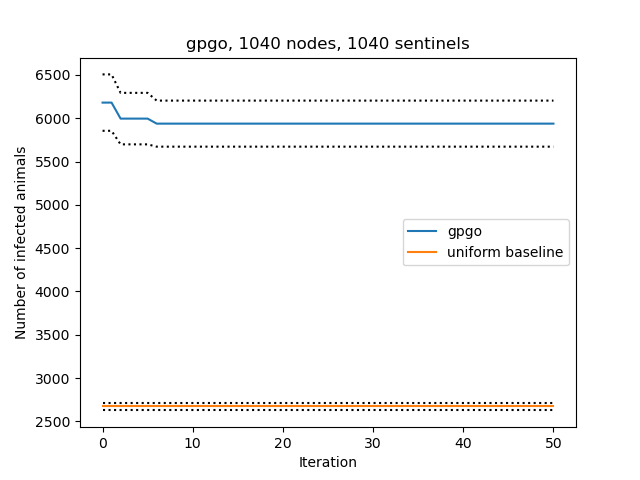 gpgo, 1040 nodes, 1040 sentinels
6500
6000
5500
5000
4500
4000
3500
3000
2500
Number of infected animals
gpgo
uniform baseline
0 10 20 30 40 50
Iteration